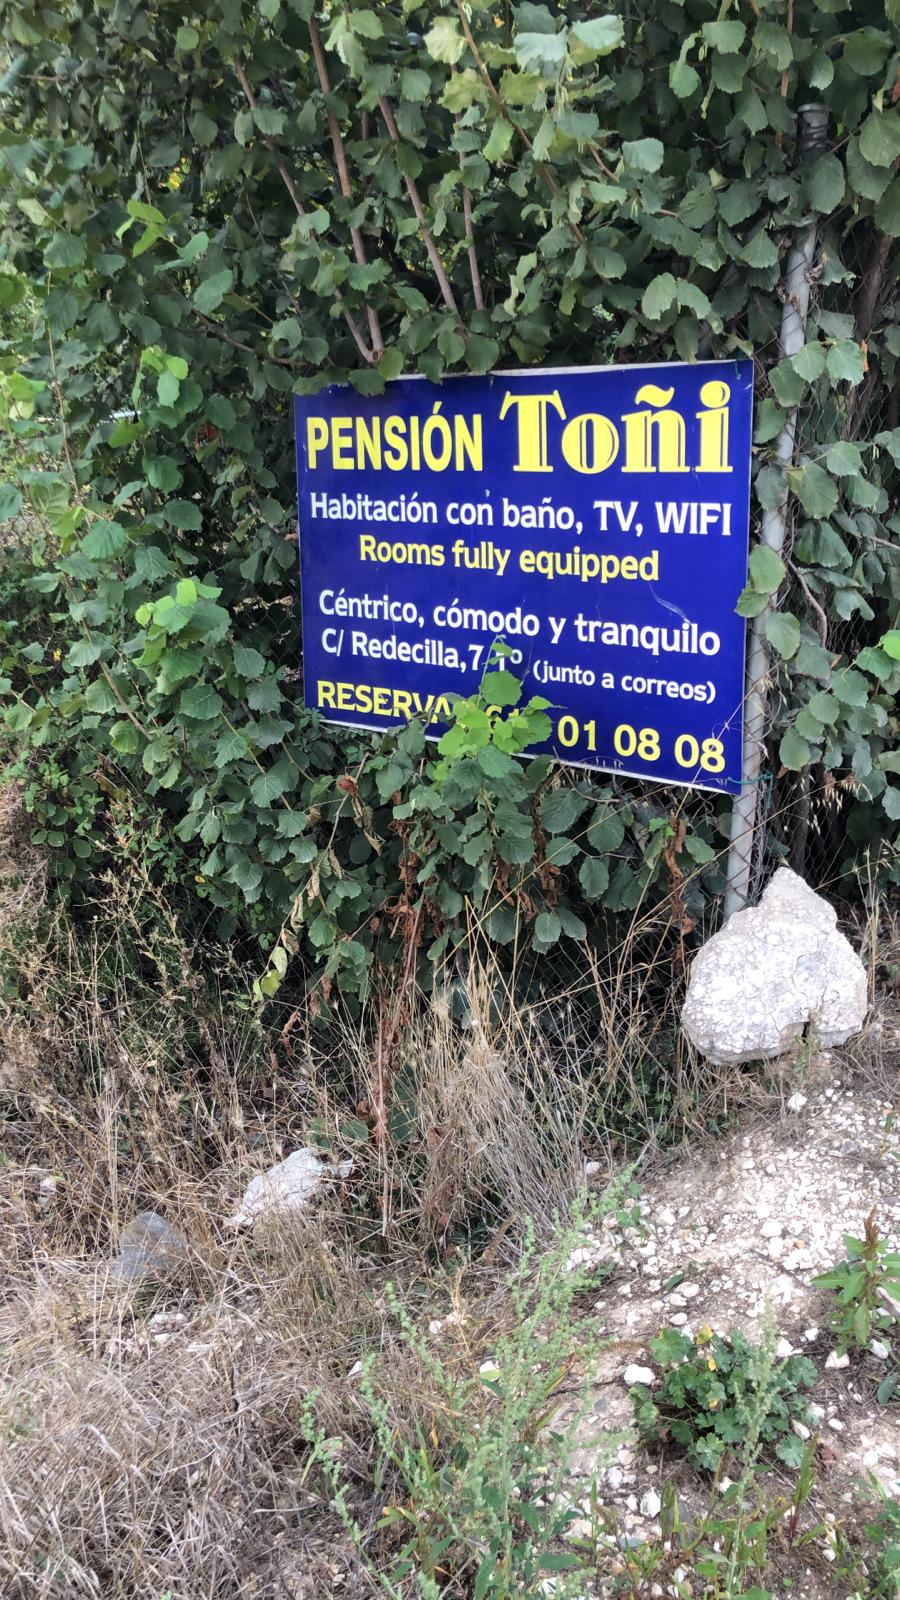 PENSIÓN Toñi
Habitación con baño, TV, WIFI
Rooms fully equipped
Céntrico, cómodo y tranquilo
C/ Redecilla,7 (junto a correos)
01 08 08